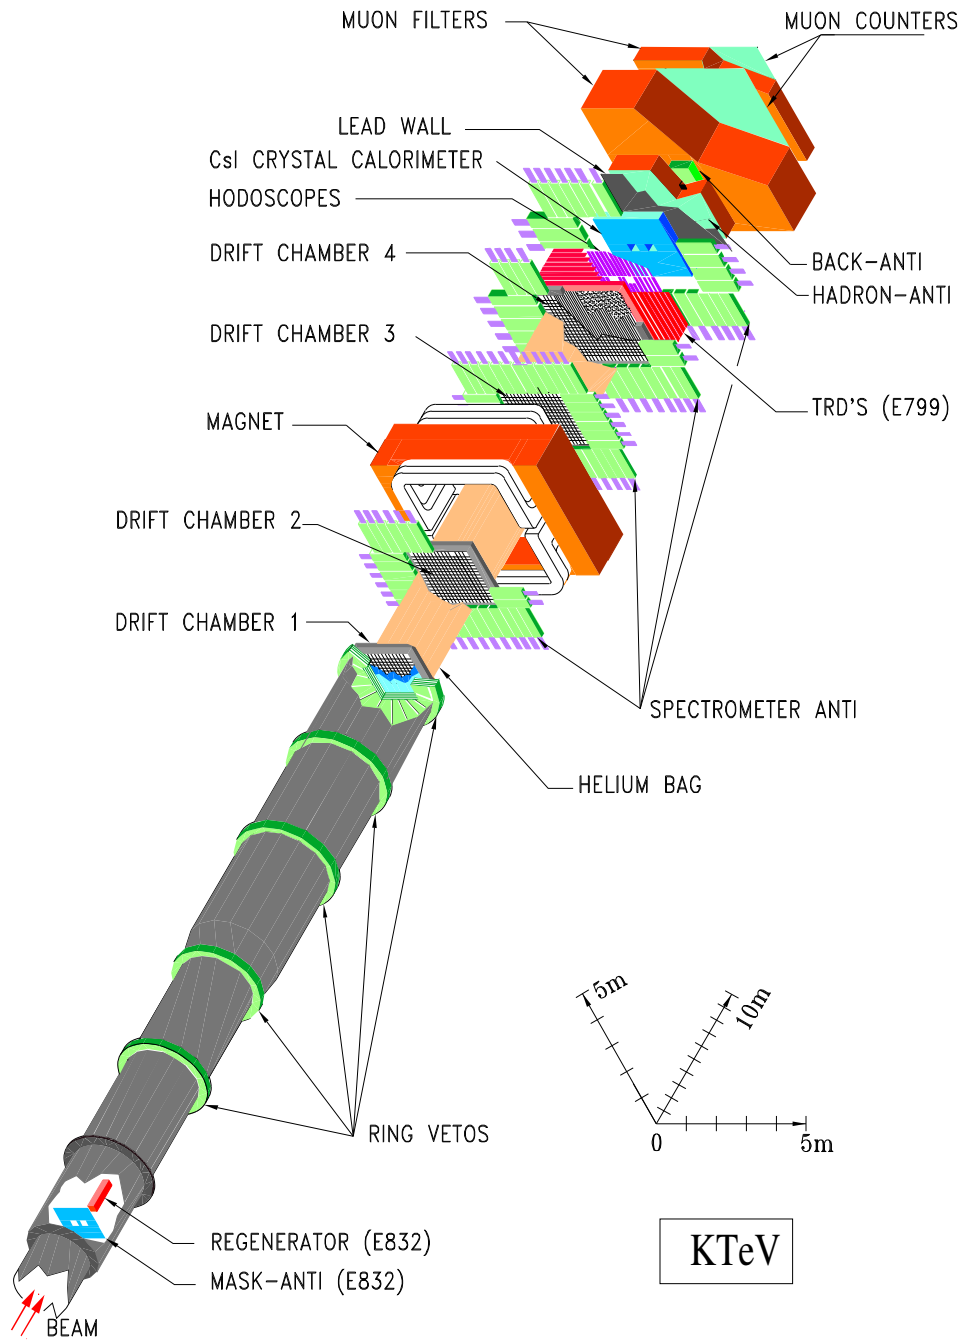 MUON FILTERS
MUON COUNTERS
LEAD WALL
CsI CRYSTAL CALORIMETER
HODOSCOPES
DRIFT CHAMBER 4
BACK-ANTI
HADRON-ANTI
DRIFT CHAMBER 3
TRD'S (E799)
MAGNET
DRIFT CHAMBER 2
DRIFT CHAMBER 1
SPECTROMETER ANTI
HELIUM BAG
5m
10m
0
5m
RING VETOS
REGENERATOR (E832)
MASK-ANTI (E832)
KTeV
BEAM